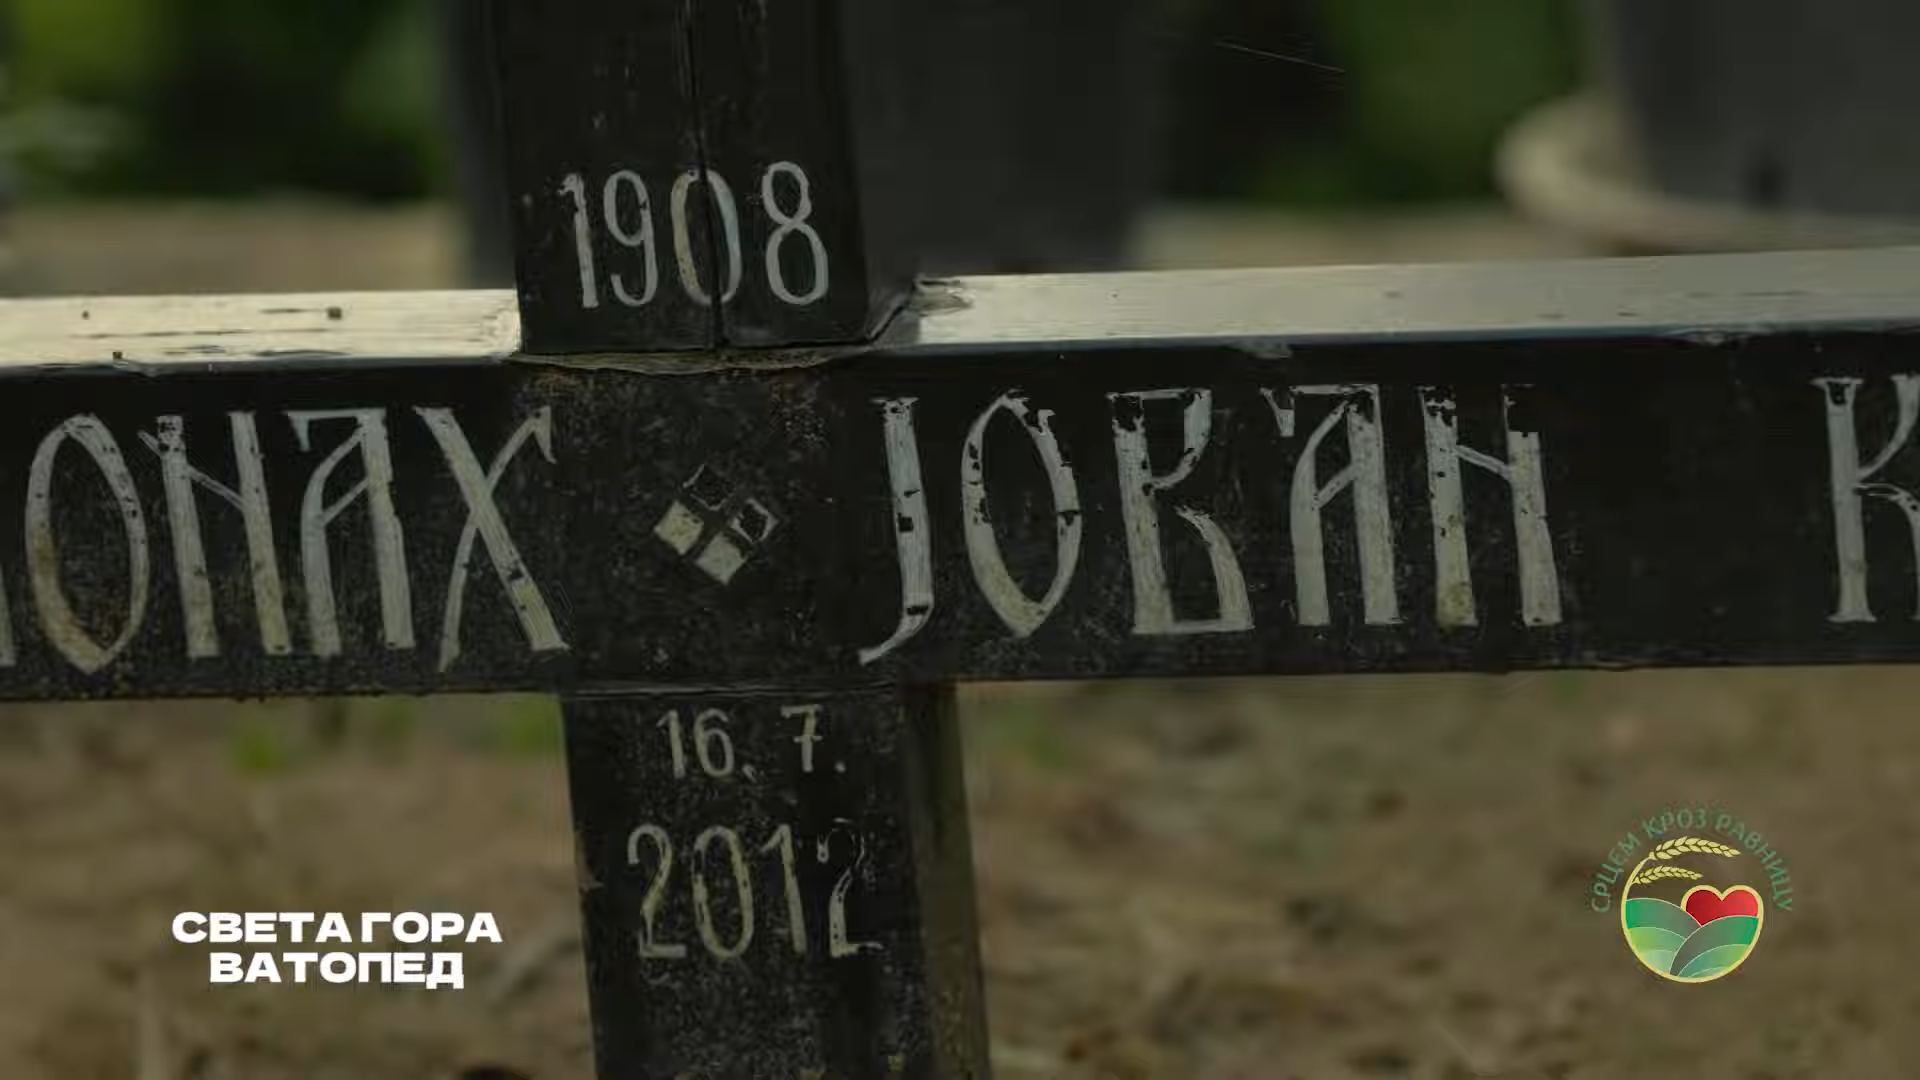 1908
ОНАХ ЈОВАН К
16. 7.
2012
СВЕТА ГОРА
ВАТОПЕД
СРЦЕМ КРОЗ РАВНИЦУ